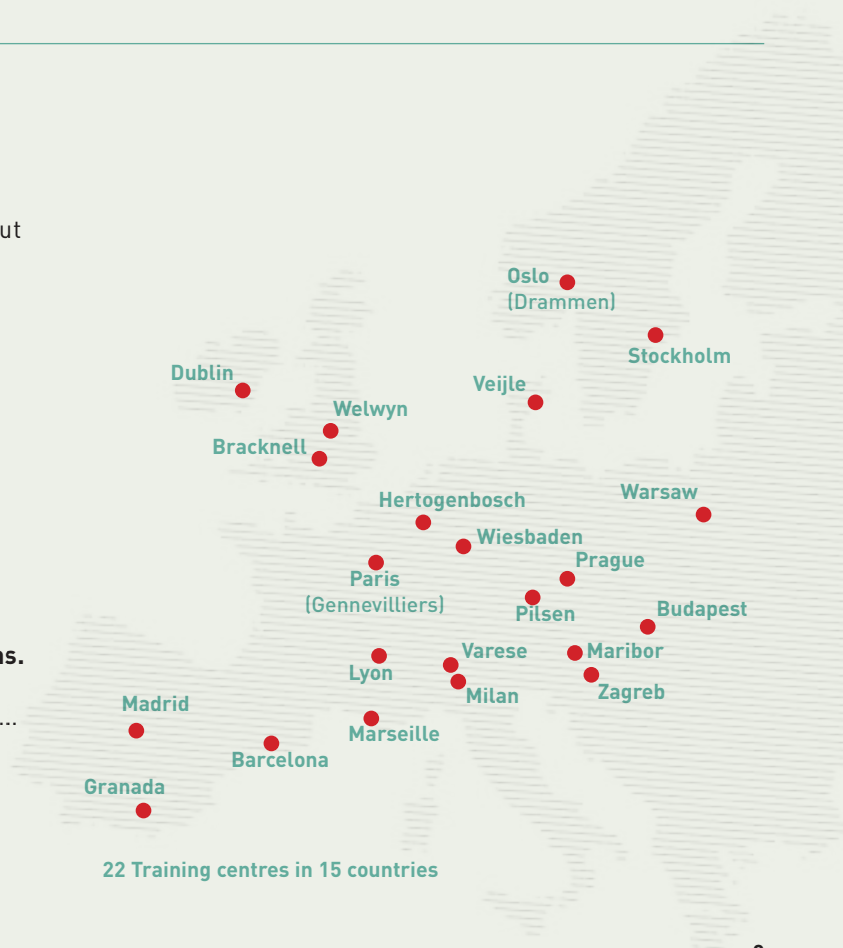 ut
Oslo
(Drammen)
Stockholm
Dublin
Veijle
Welwyn
Bracknell
Warsaw
Hertogenbosch
Wiesbaden
Prague
Paris
(Gennevilliers)
Pilsen
Budapest
ns.
Varese
Maribor
Lyon
Milan
Zagreb
Madrid
...
Marseille
Barcelona
Granada
22 Training centres in 15 countries